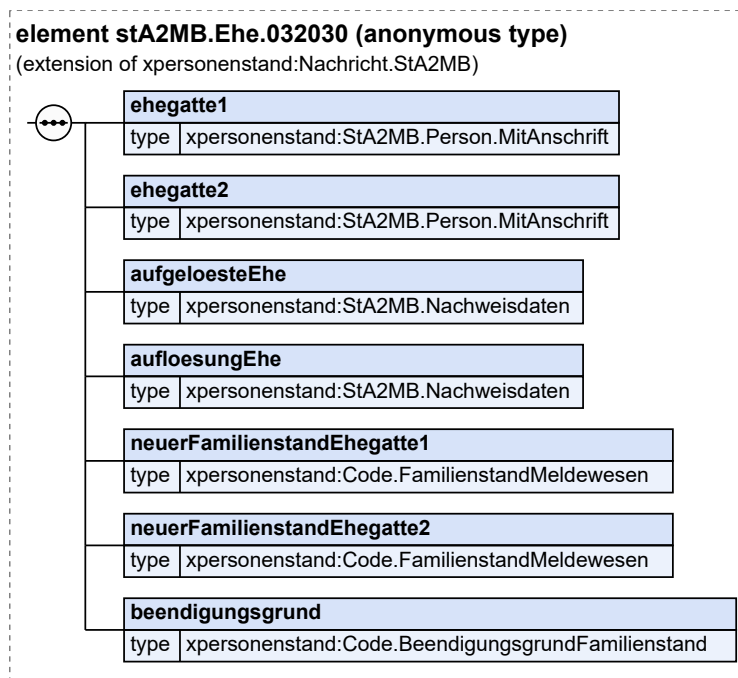 element stA2MB.Ehe.032030 (anonymous type)
(extension of xpersonenstand:Nachricht.StA2MB)
ehegatte1
type xpersonenstand:StA2MB.Person.MitAnschrift
ehegatte2
type xpersonenstand:StA2MB.Person.MitAnschrift
aufgeloesteEhe
type xpersonenstand:StA2MB.Nachweisdaten
aufloesungEhe
type xpersonenstand:StA2MB.Nachweisdaten
neuerFamilienstandEhegatte1
type xpersonenstand:Code.FamilienstandMeldewesen
neuerFamilienstandEhegatte2
type xpersonenstand:Code.FamilienstandMeldewesen
beendigungsgrund
type xpersonenstand:Code.BeendigungsgrundFamilienstand